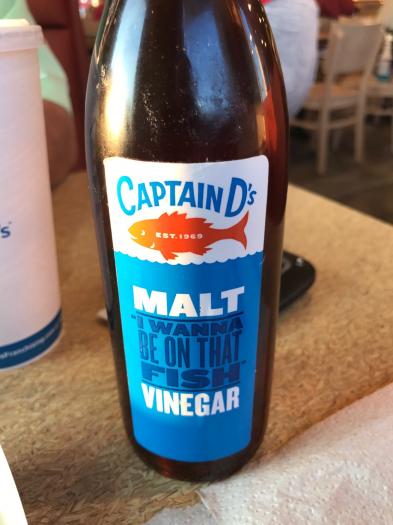 CAPTAIN D's
EST. 1969
MALT
"I WANNA
BE ON THAT
FISH"
VINEGAR